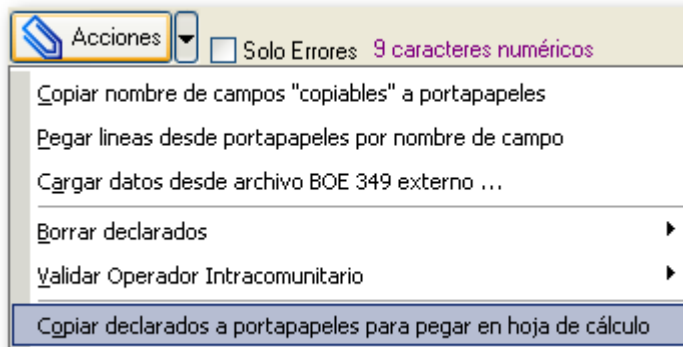 Acciones
Solo Errores 9 caracteres numéricos
Copiar nombre de campos "copiables" a portapapeles
Pegar lineas desde portapapeles por nombre de campo
Cargar datos desde archivo BOE 349 externo ...
Borrar declarados
Validar Operador Intracomunitario
Copiar declarados a portapapeles para pegar en hoja de cálculo